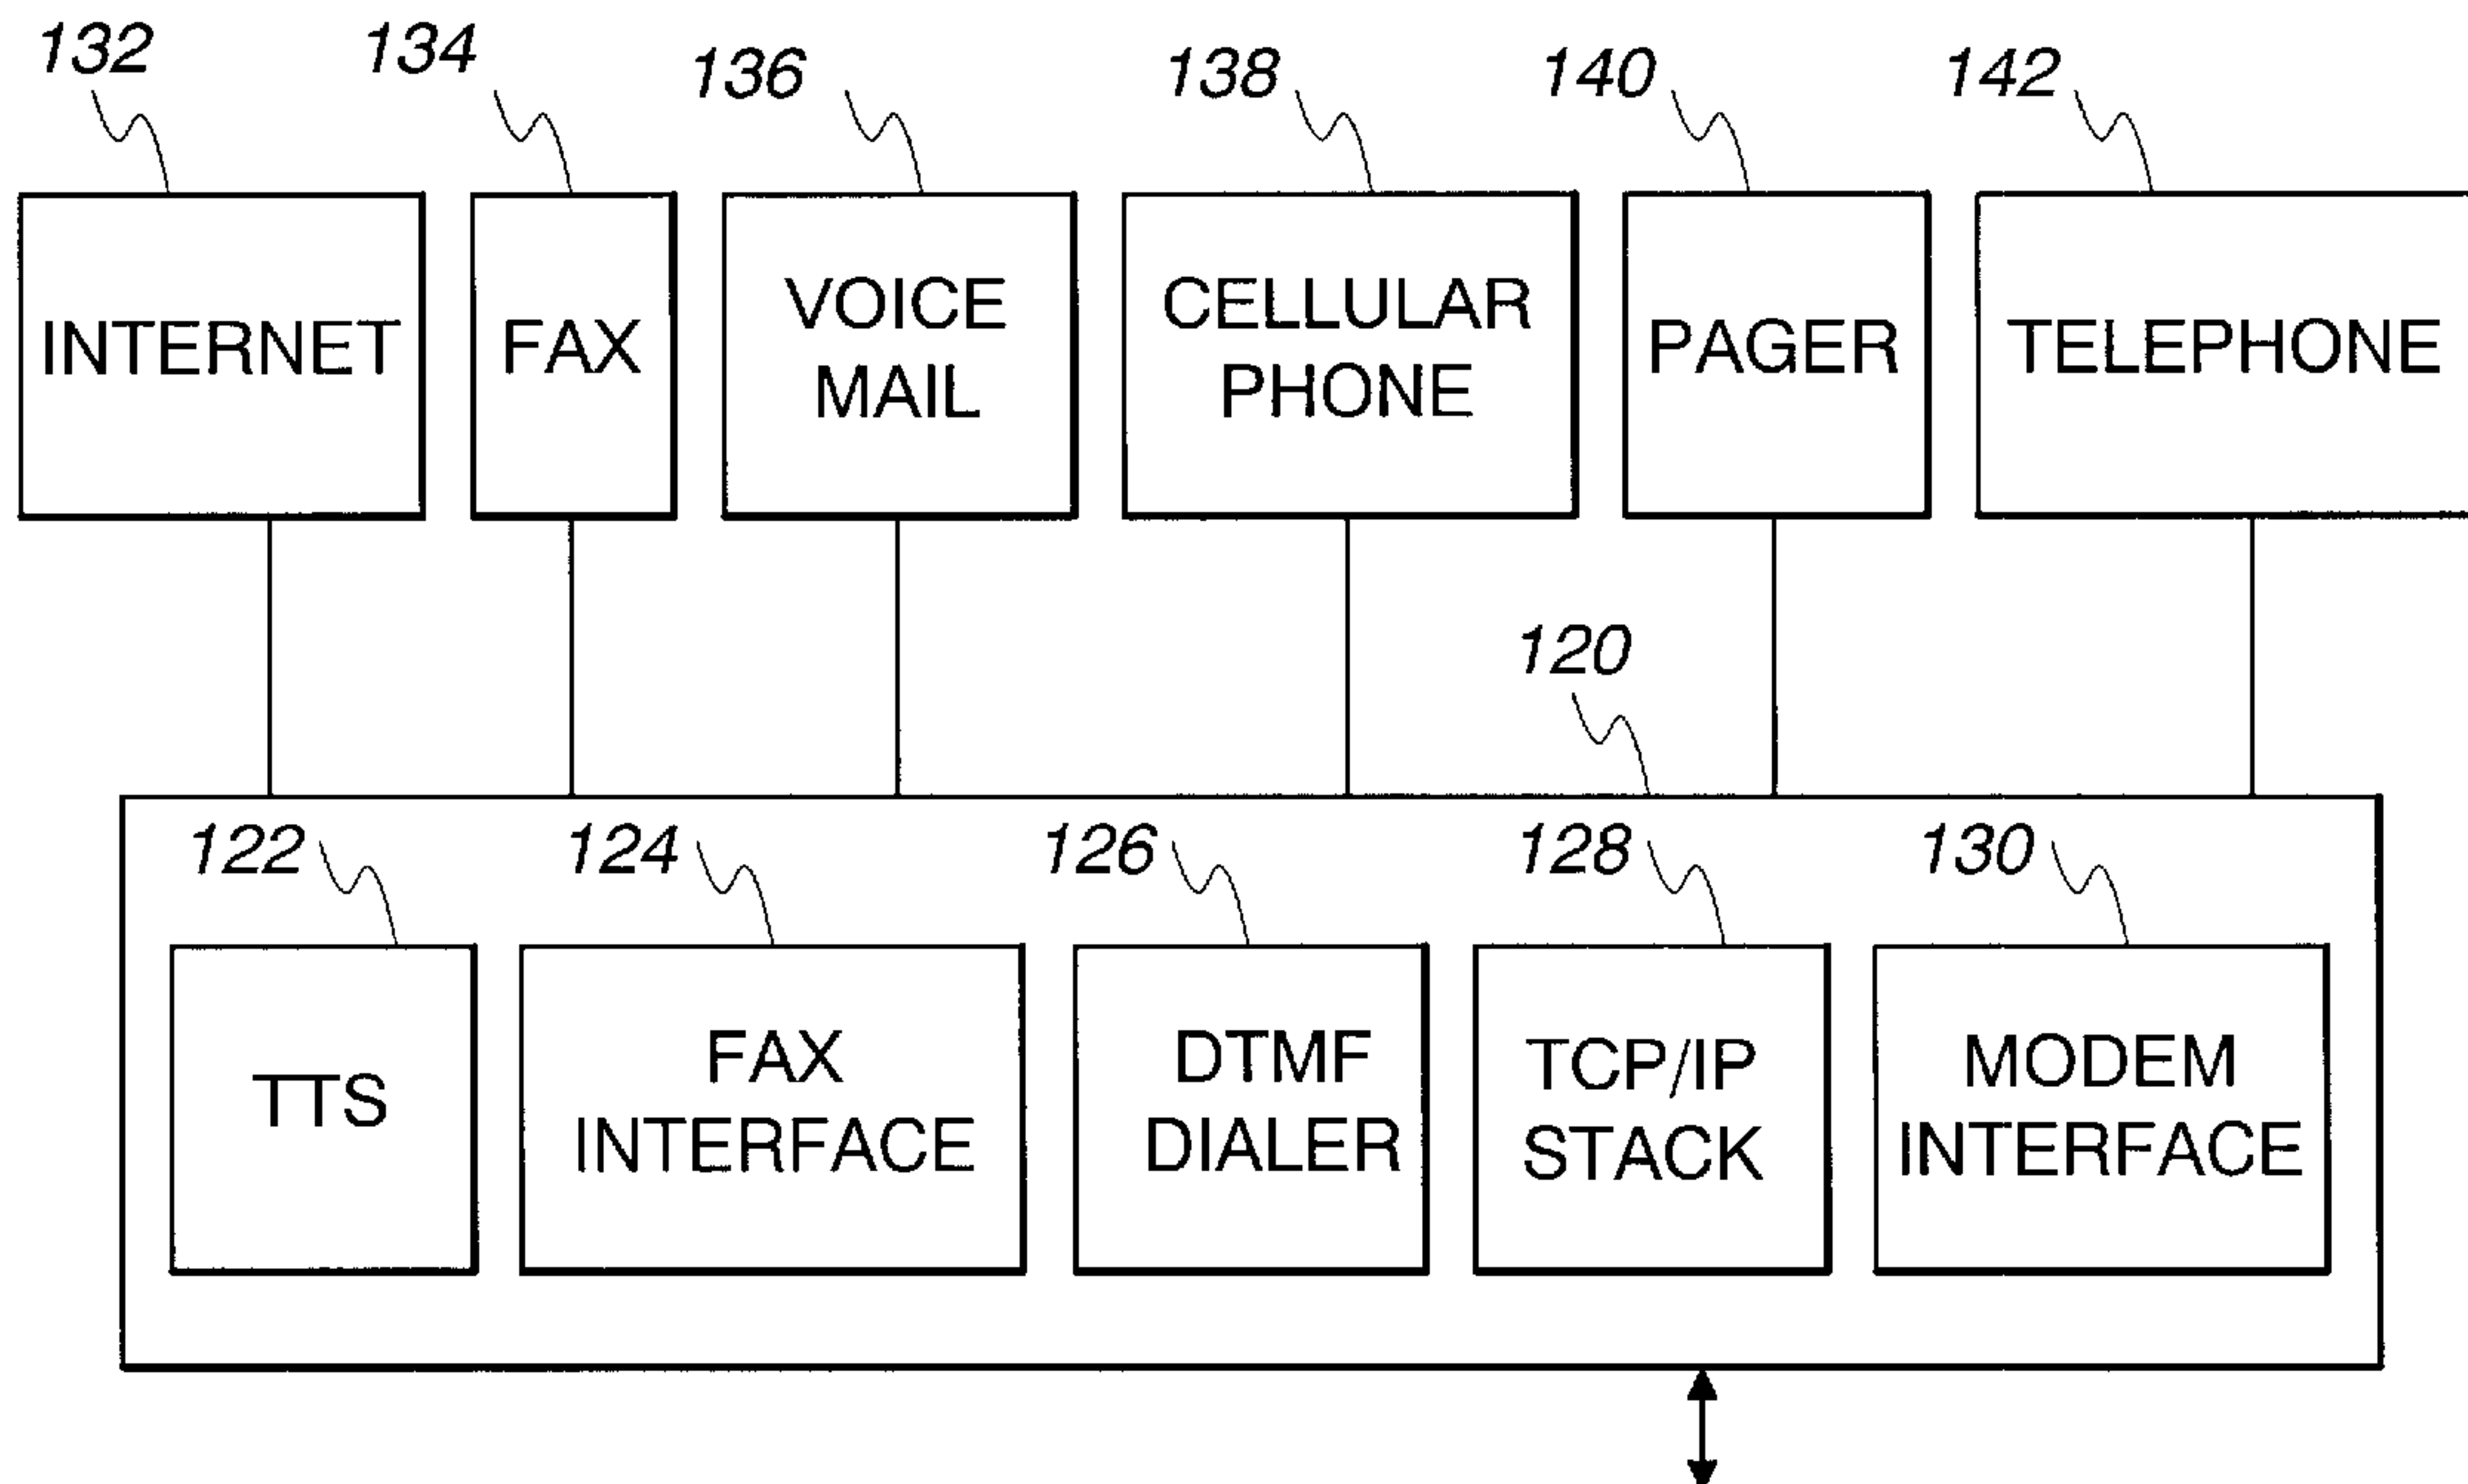 132
134
136
138
140
142
INTERNET
FAX
VOICE
MAIL
CELLULAR
PHONE
PAGER
TELEPHONE
120
122
124
126
128
130
TTS
FAX
INTERFACE
DTMF
DIALER
TCP/IP
STACK
MODEM
INTERFACE